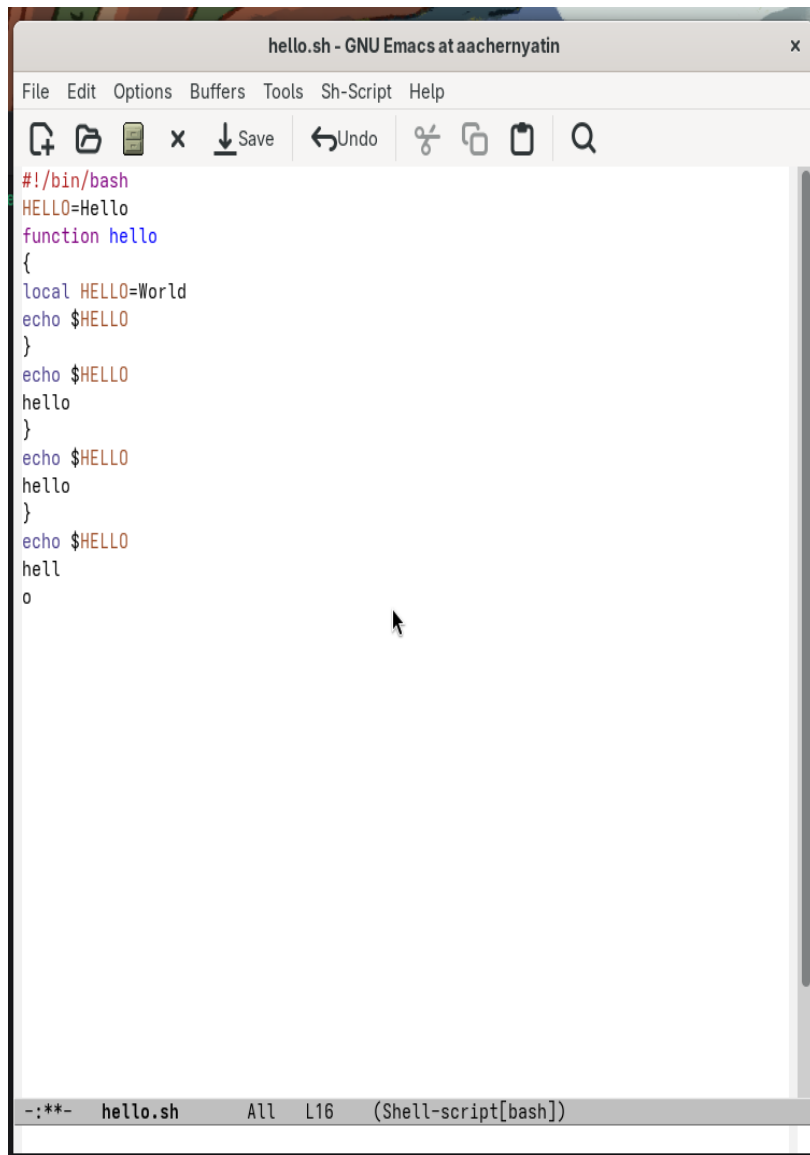 hello.sh - GNU Emacs at aachernyatin
File Edit Options Buffers Tools Sh-Script Help
Save Undo
#!/bin/bash
HELLO=Hello
function hello
{
local HELLO=World
echo $HELLO
}
echo $HELLO
hello
}
echo $HELLO
hello
}
echo $HELLO
hell
o
-:**- hello.sh All L16 (Shell-script[bash])